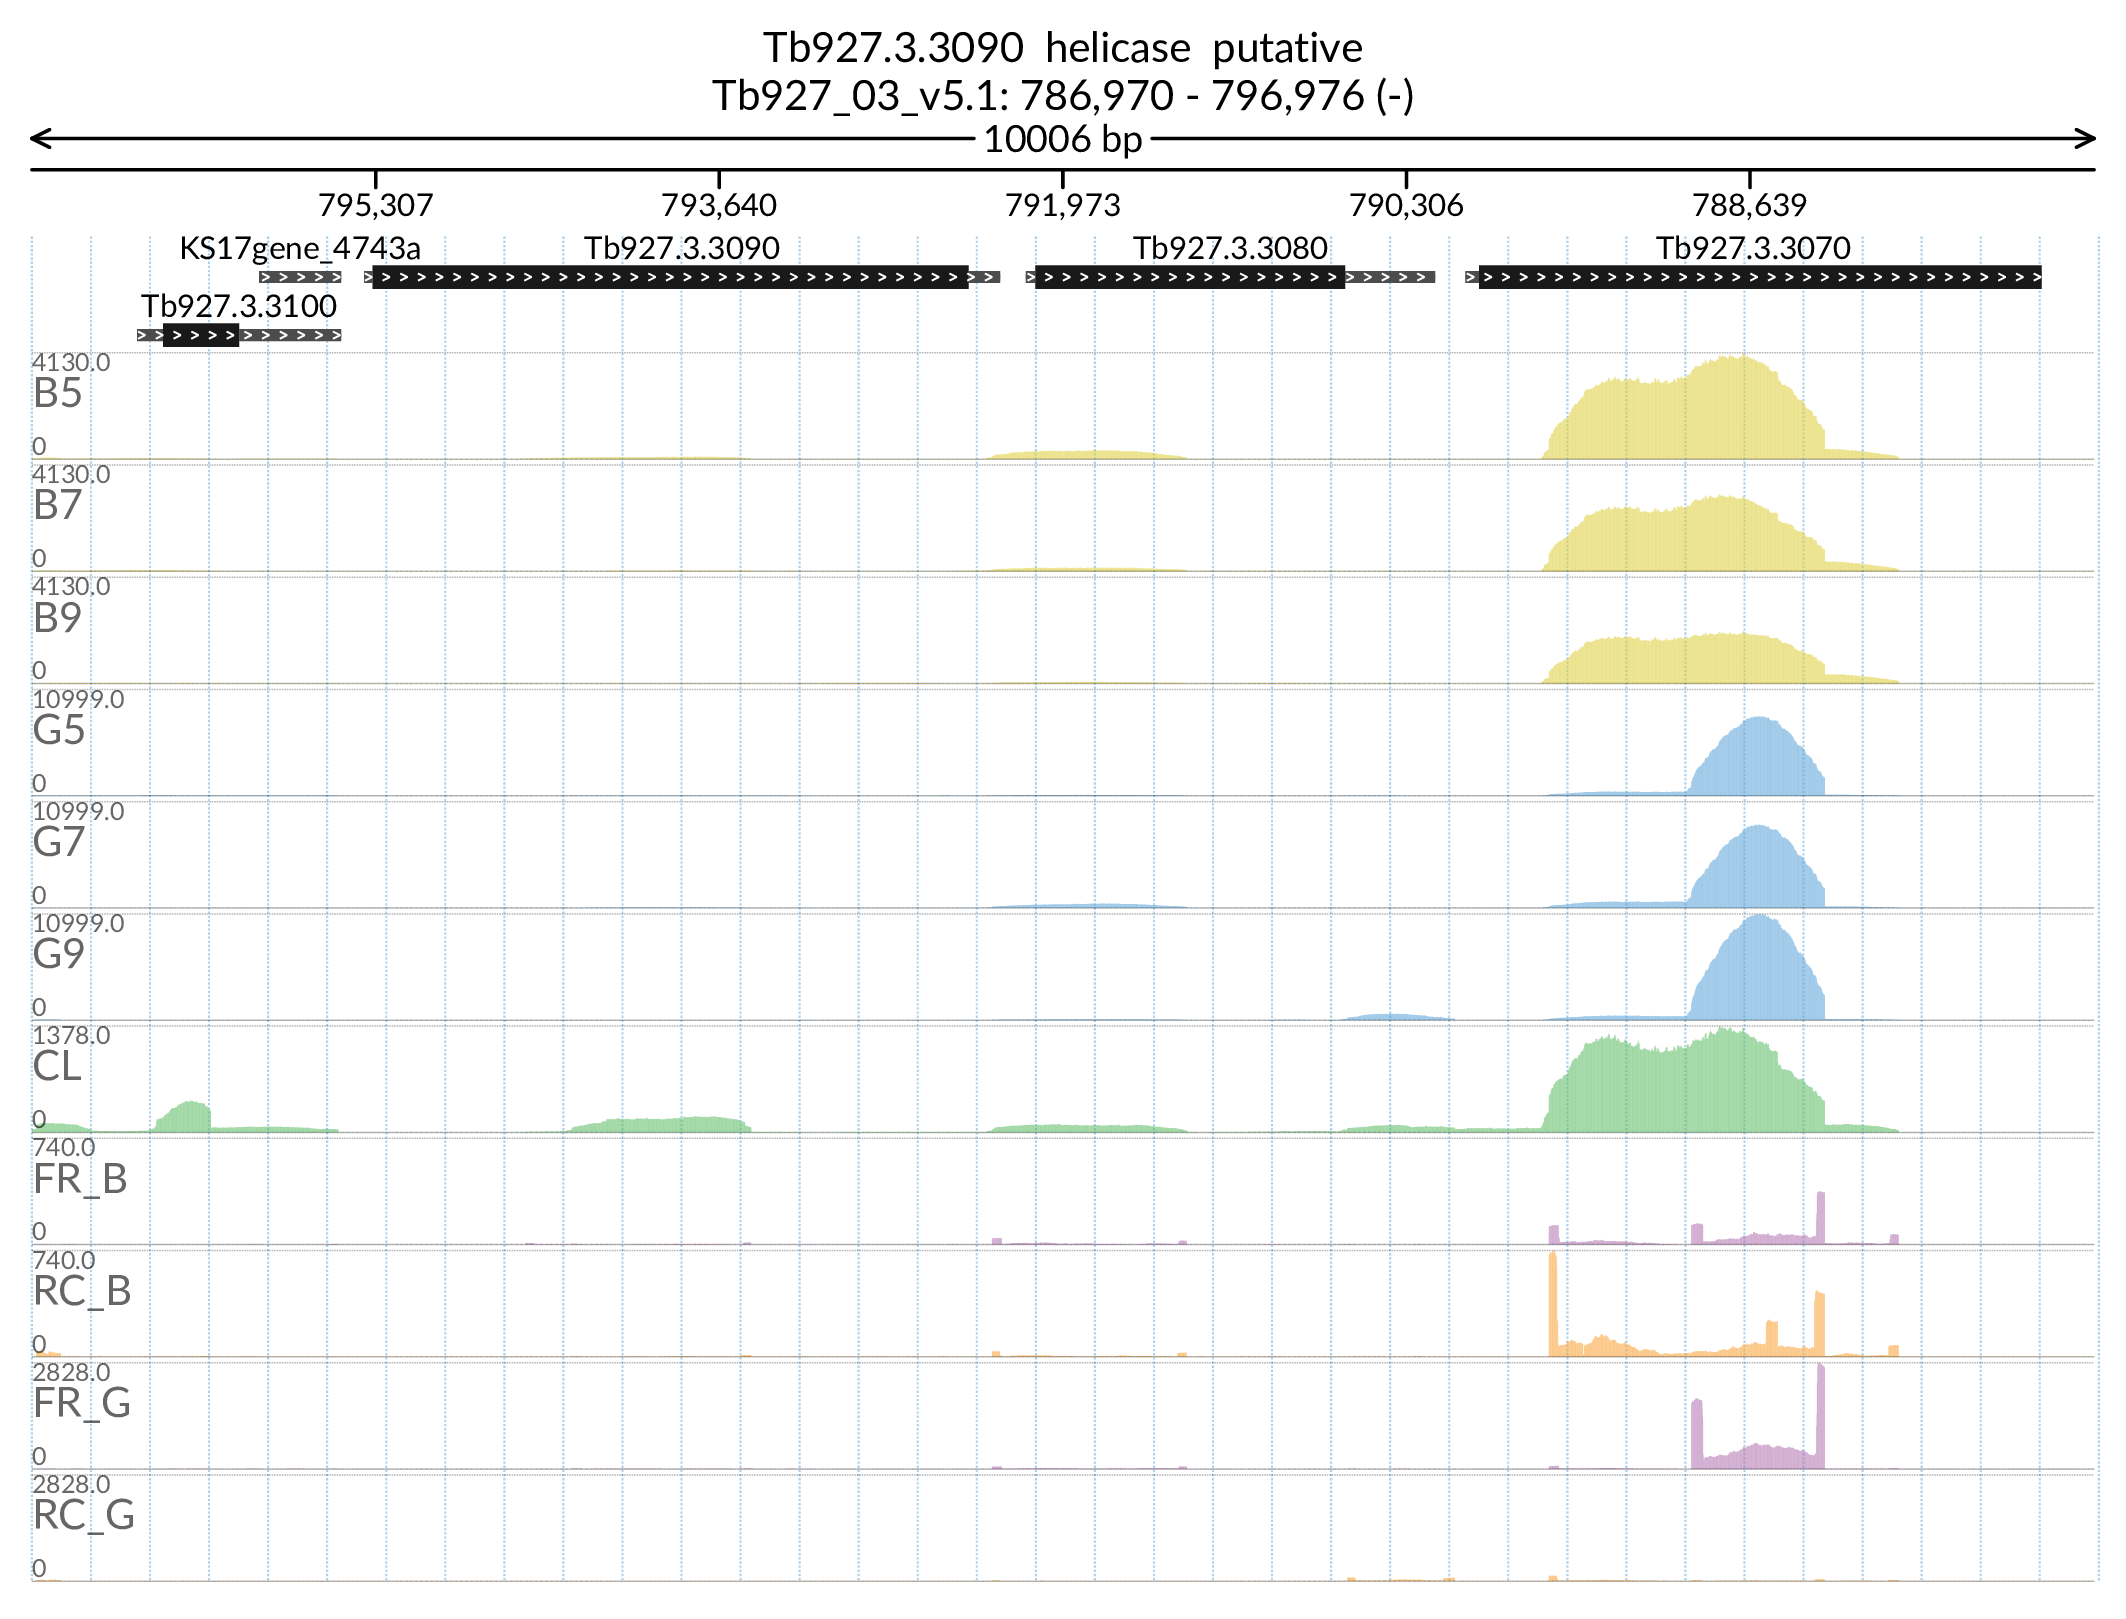 Tb927.3.3090 helicase putative
Tb927_03_v5.1: 786,970 - 796,976 (-)
10006 bp
795,307 793,640 791,973 790,306 788,639
KS17gene_4743a Tb927.3.3090 Tb927.3.3080 Tb927.3.3070
Tb927.3.3100
4130.0
B5
0
4130.0
B7
0
4130.0
B9
0
10999.0
G5
0
10999.0
G7
0
10999.0
G9
0
1378.0
CL
0
740.0
FR_B
0
740.0
RC_B
0
2828.0
FR_G
0
2828.0
RC_G
0